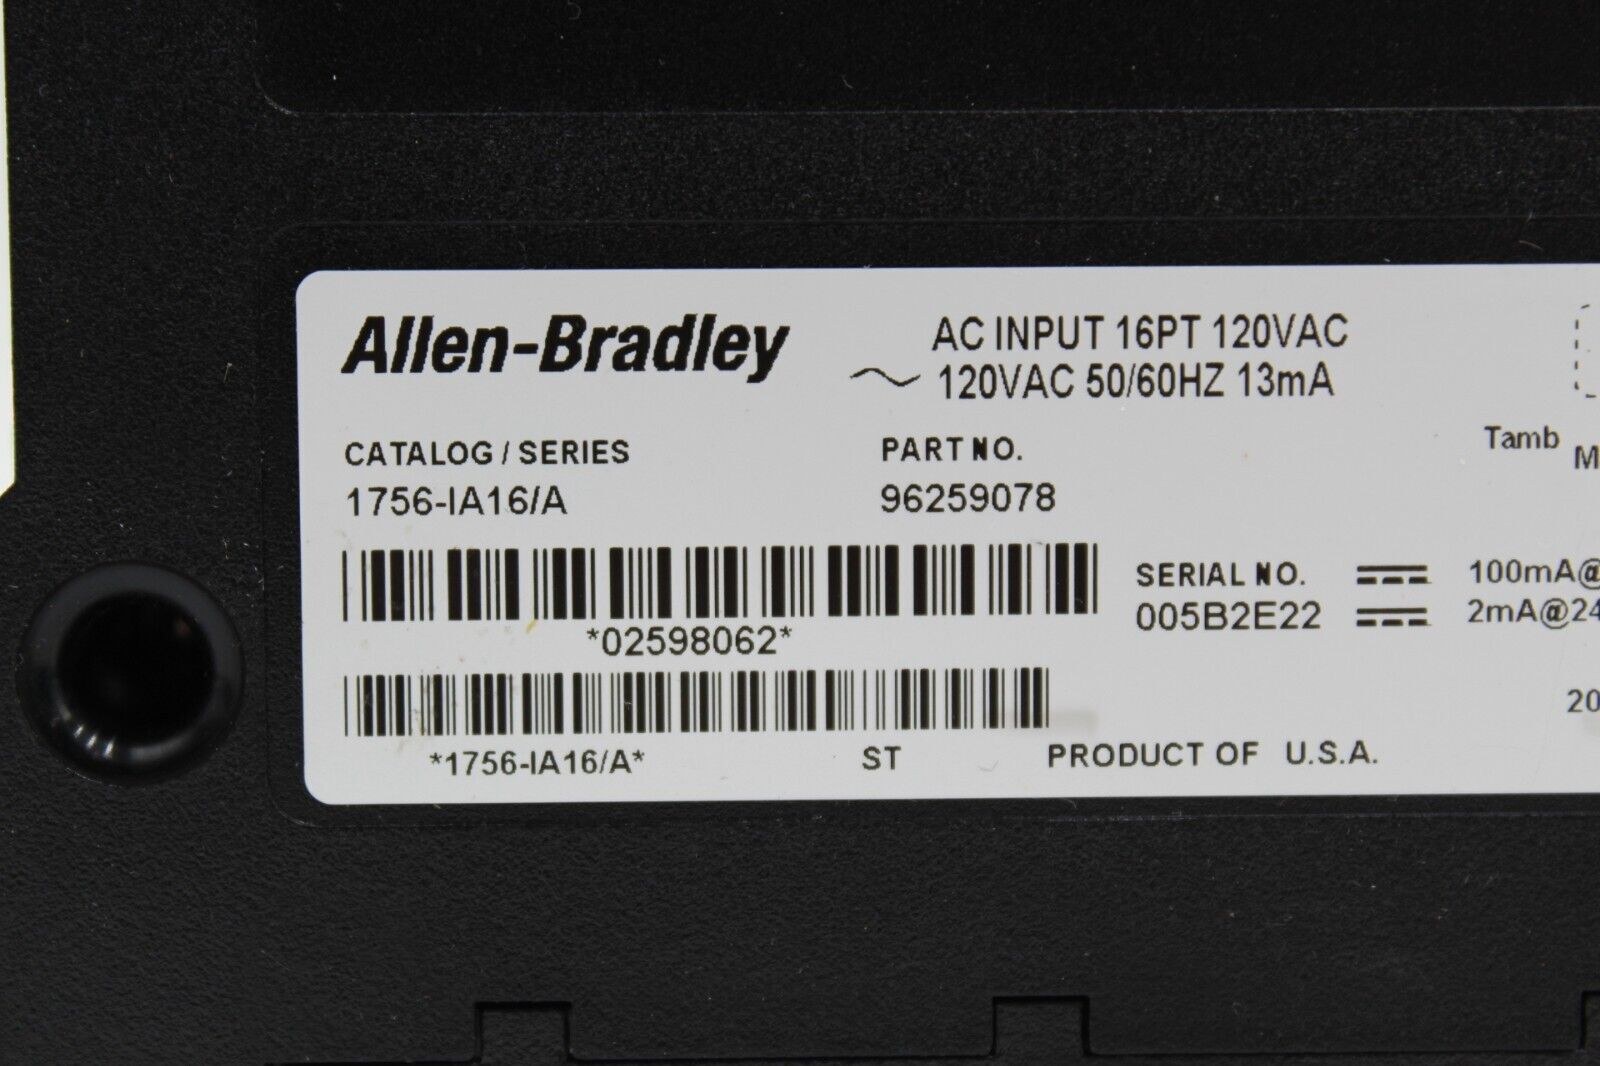 Allen-Bradley
AC INPUT 16PT 120VAC
120VAC 50/60HZ 13mA
CATALOG / SERIES
1756-IA16/A
PART NO.
96259078
Tamb
M
*02598062*
SERIAL NO.
005B2E22
100mA@
2mA@24
*1756-IA16/A*
ST
PRODUCT OF U.S.A.
20